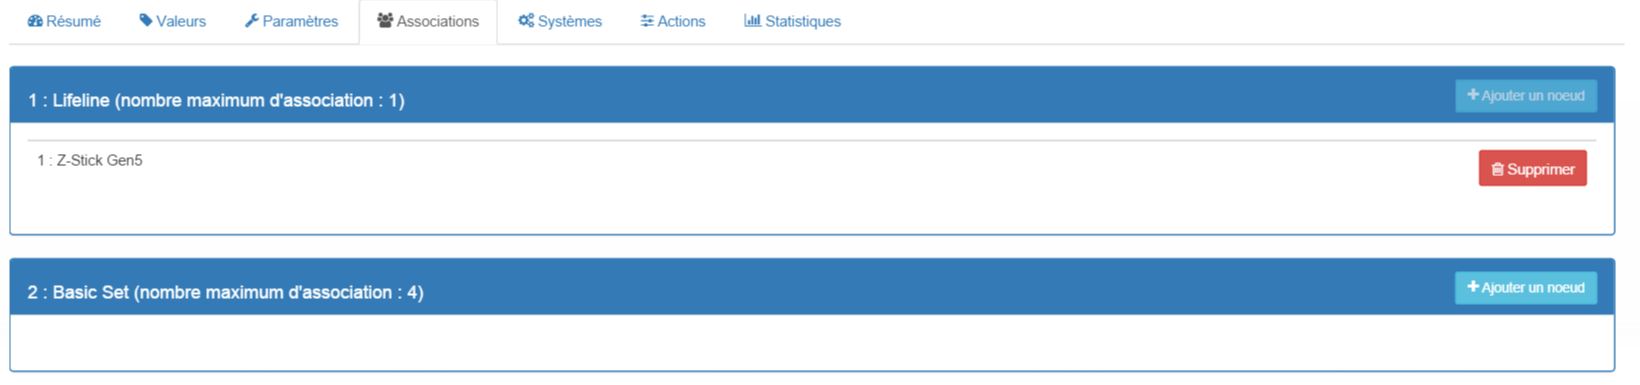 Résumé Valeurs Paramètres Associations Systèmes Actions Statistiques
1 : Lifeline (nombre maximum d'association : 1) Ajouter un noeud
1 : Z-Stick Gen5 Supprimer
2 : Basic Set (nombre maximum d'association : 4) Ajouter un noeud